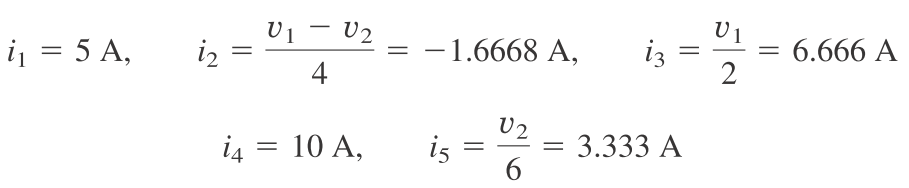 i₁ = 5 A, i₂ = (v₁ − v₂)/4 = −1.6668 A, i₃ = v₁/2 = 6.666 A
i₄ = 10 A, i₅ = v₂/6 = 3.333 A